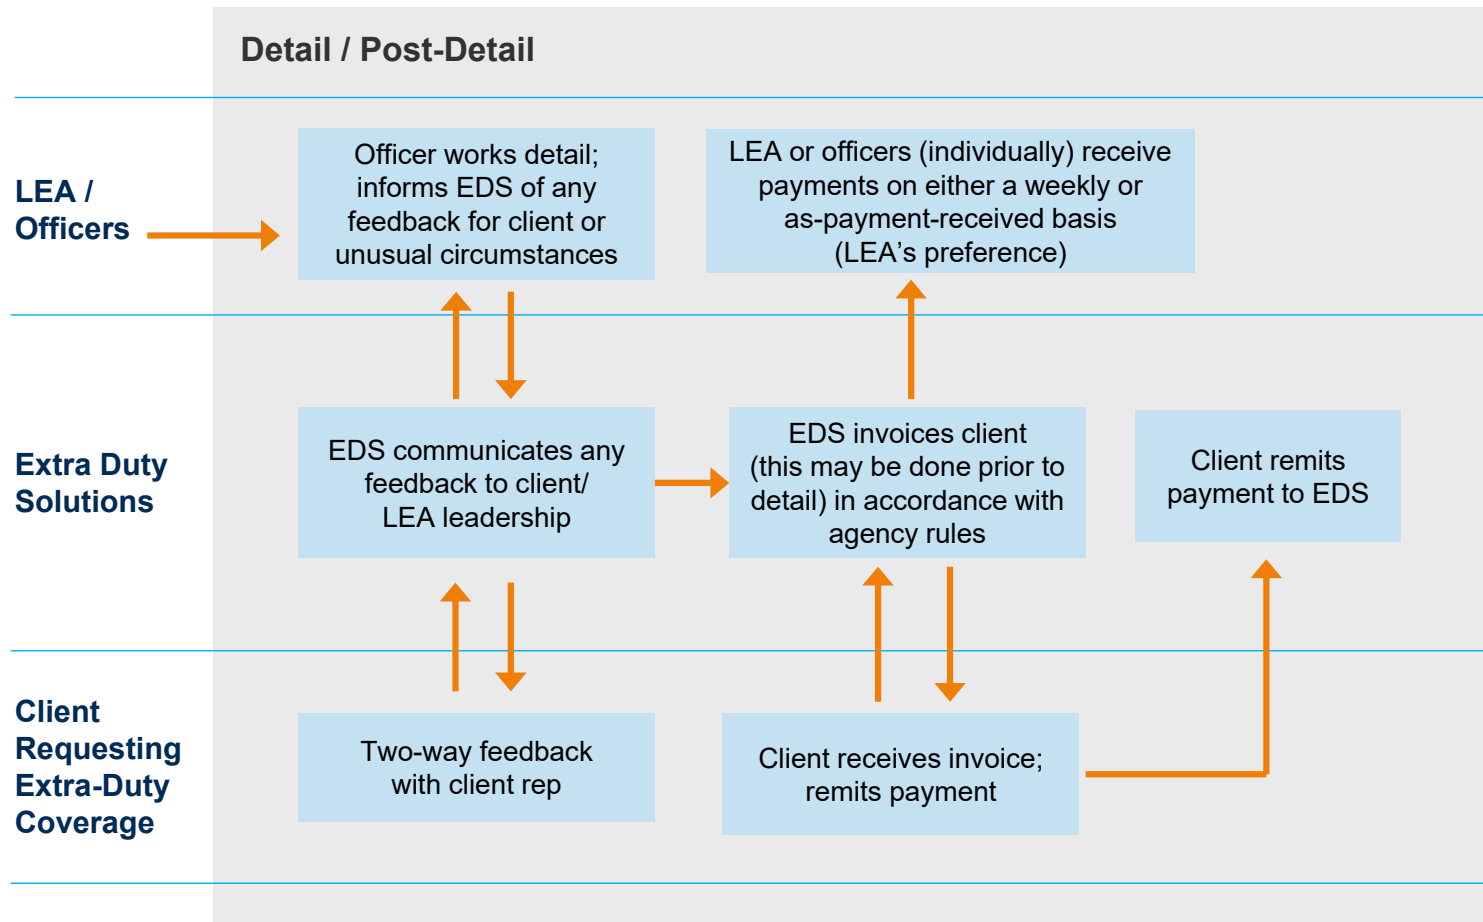 Detail / Post-Detail
LEA /
Officers
Officer works detail;
informs EDS of any
feedback for client or
unusual circumstances
LEA or officers (individually) receive
payments on either a weekly or
as-payment-received basis
(LEA’s preference)
Extra Duty
Solutions
EDS communicates any
feedback to client/
LEA leadership
EDS invoices client
(this may be done prior to
detail) in accordance with
agency rules
Client remits
payment to EDS
Client
Requesting
Extra-Duty
Coverage
Two-way feedback
with client rep
Client receives invoice;
remits payment